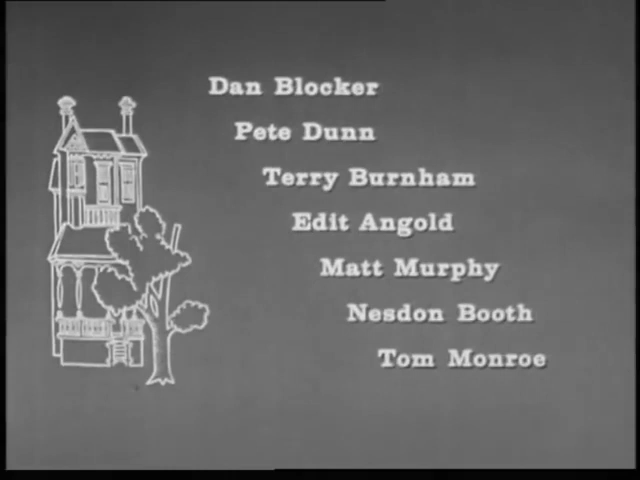 Dan Blocker
Pete Dunn
Terry Burnham
Edit Angold
Matt Murphy
Nesdon Booth
Tom Monroe